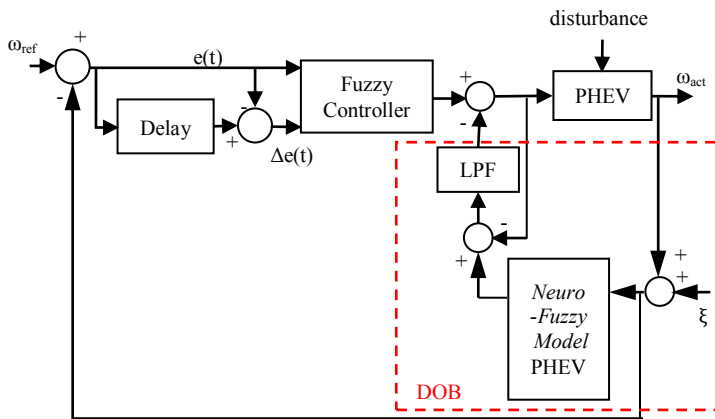 disturbance
ω_ref
+
e(t)
-
-
Delay
+
Δe(t)
Fuzzy
Controller
+
-
PHEV
ω_act
LPF
-
+
Neuro
-Fuzzy
Model
PHEV
+
+
ξ
DOB